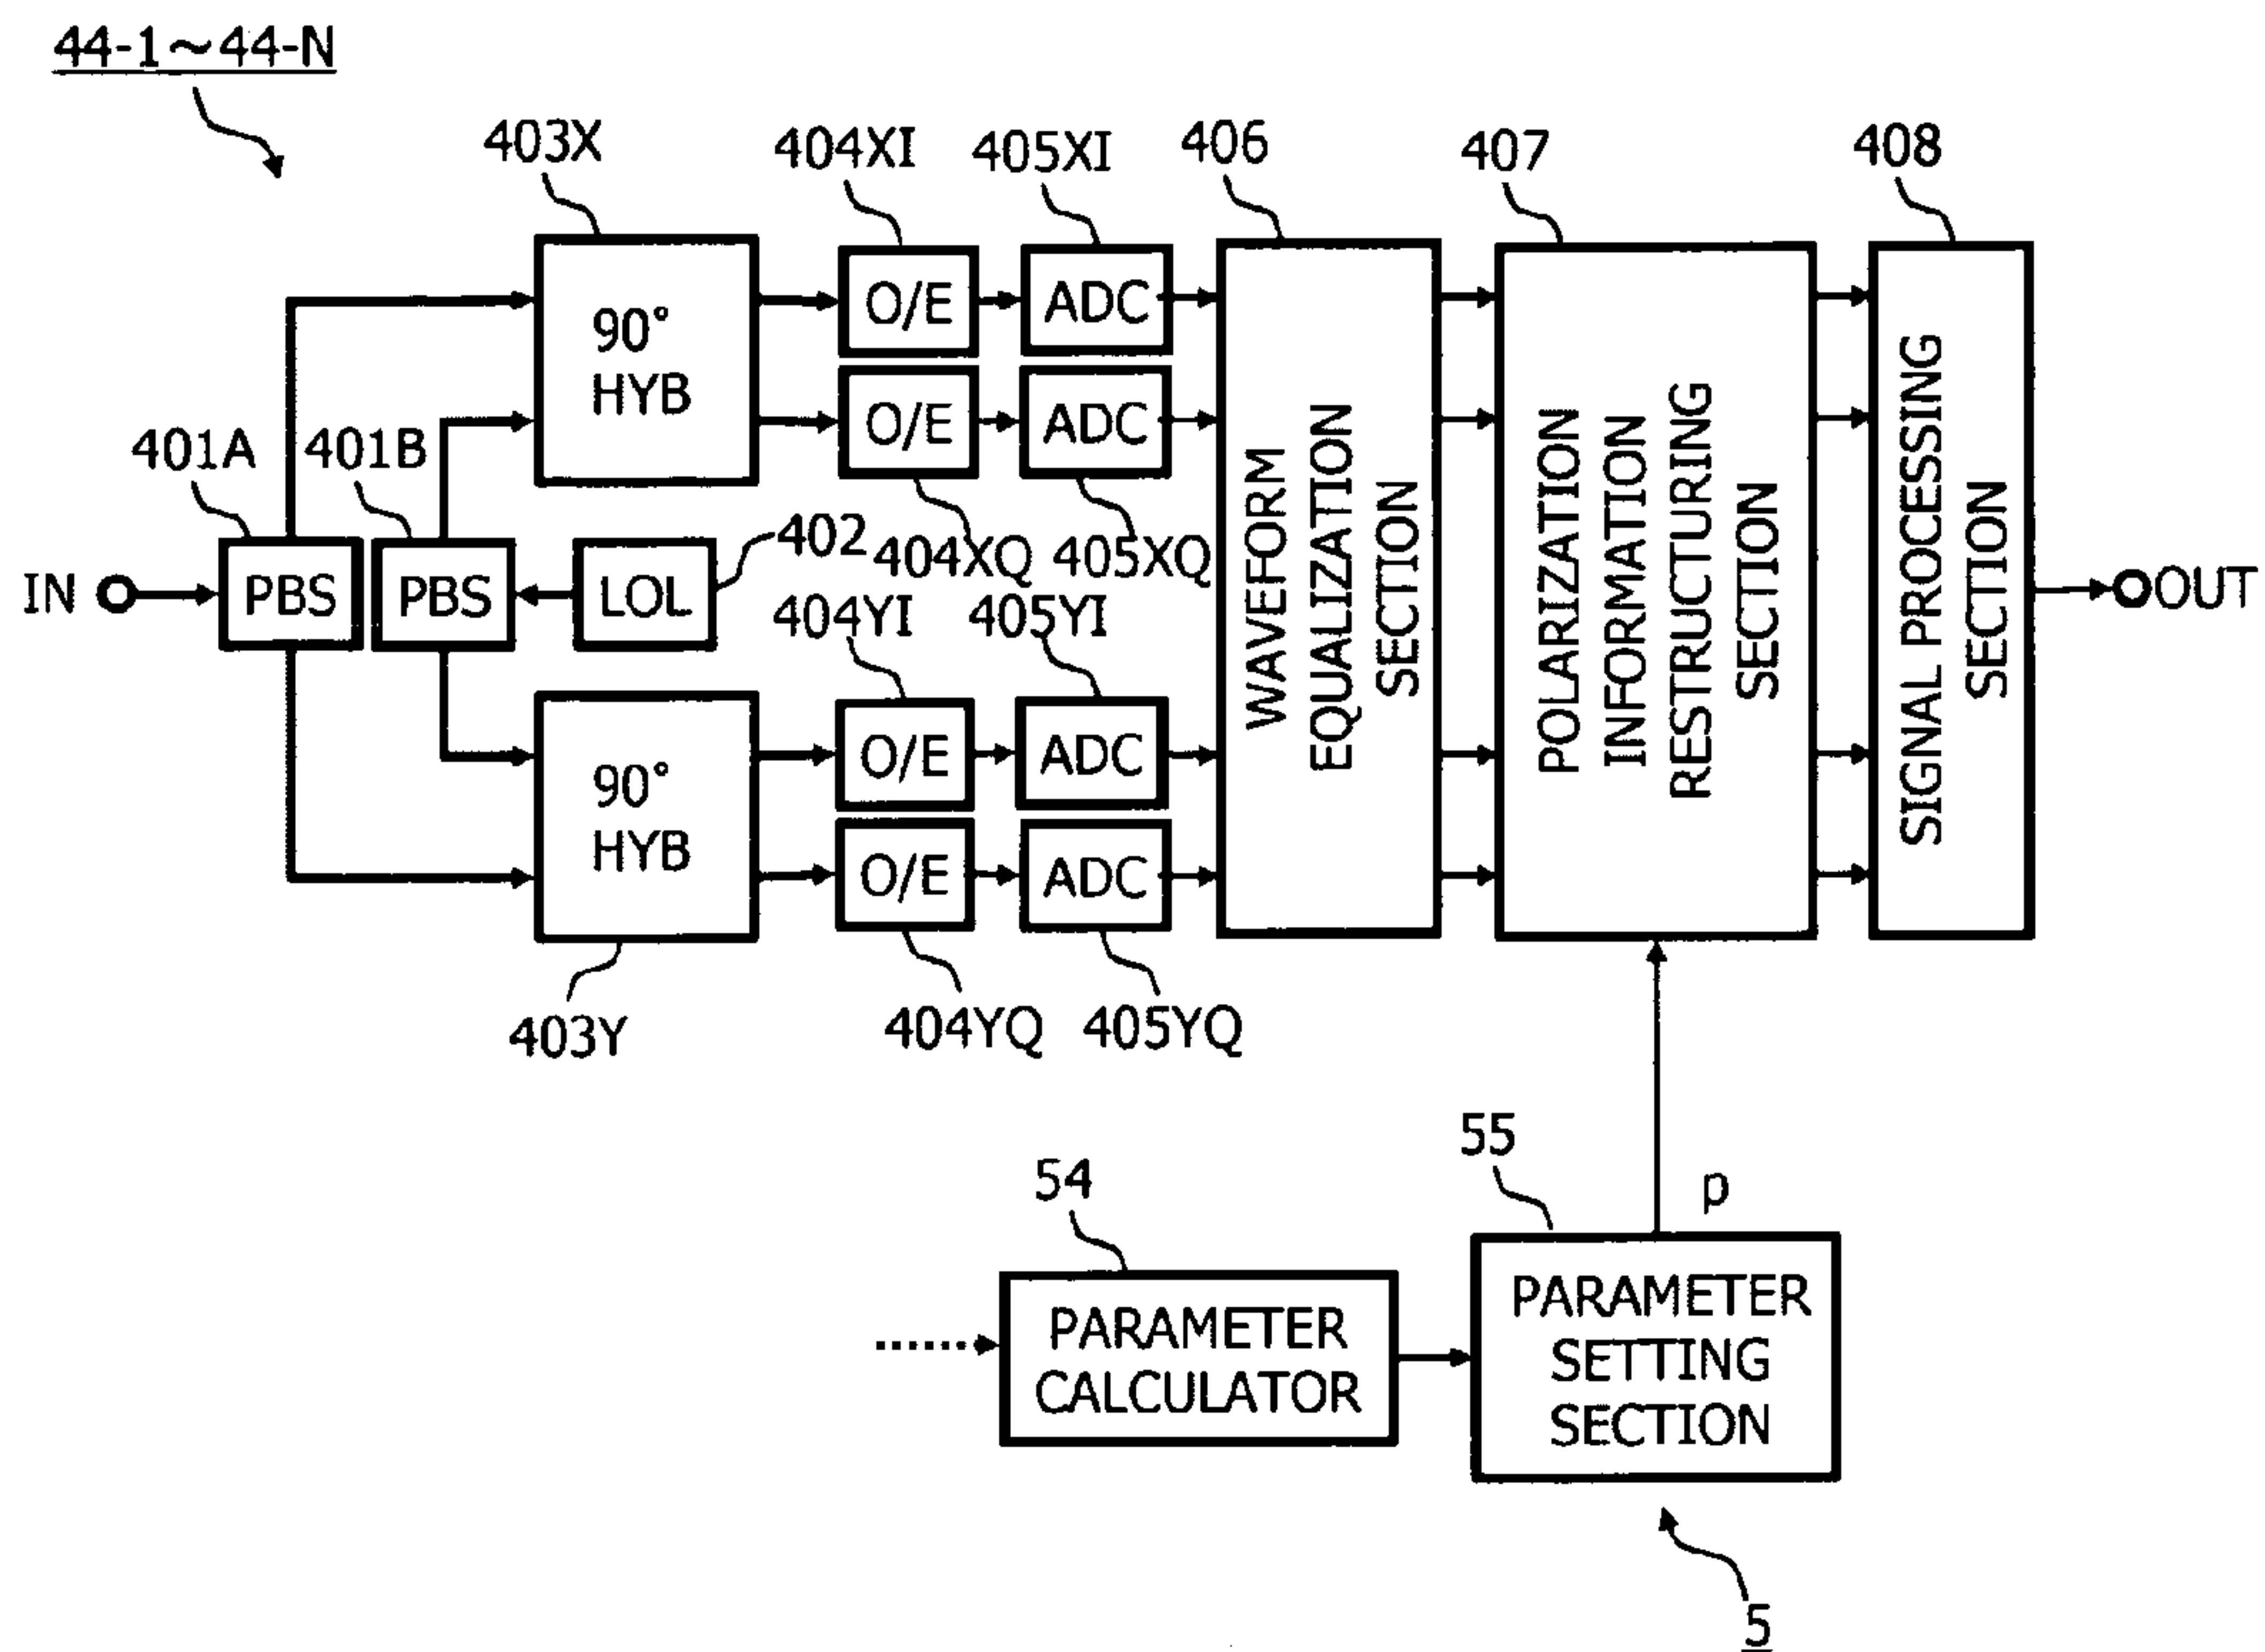 44-1～44-N
403X
404XI
405XI
406
407
408
90°
HYB
O/E
ADC
O/E
ADC
401A
401B
404XQ
405XQ
402
IN
PBS
PBS
LOL
404YI
405YI
WAVEFORM
EQUALIZATION
SECTION
POLARIZATION
INFORMATION
RESTRUCTURING
SECTION
SIGNAL PROCESSING
SECTION
OUT
90°
HYB
O/E
ADC
O/E
ADC
403Y
404YQ
405YQ
54
55
p
PARAMETER
CALCULATOR
PARAMETER
SETTING
SECTION
5